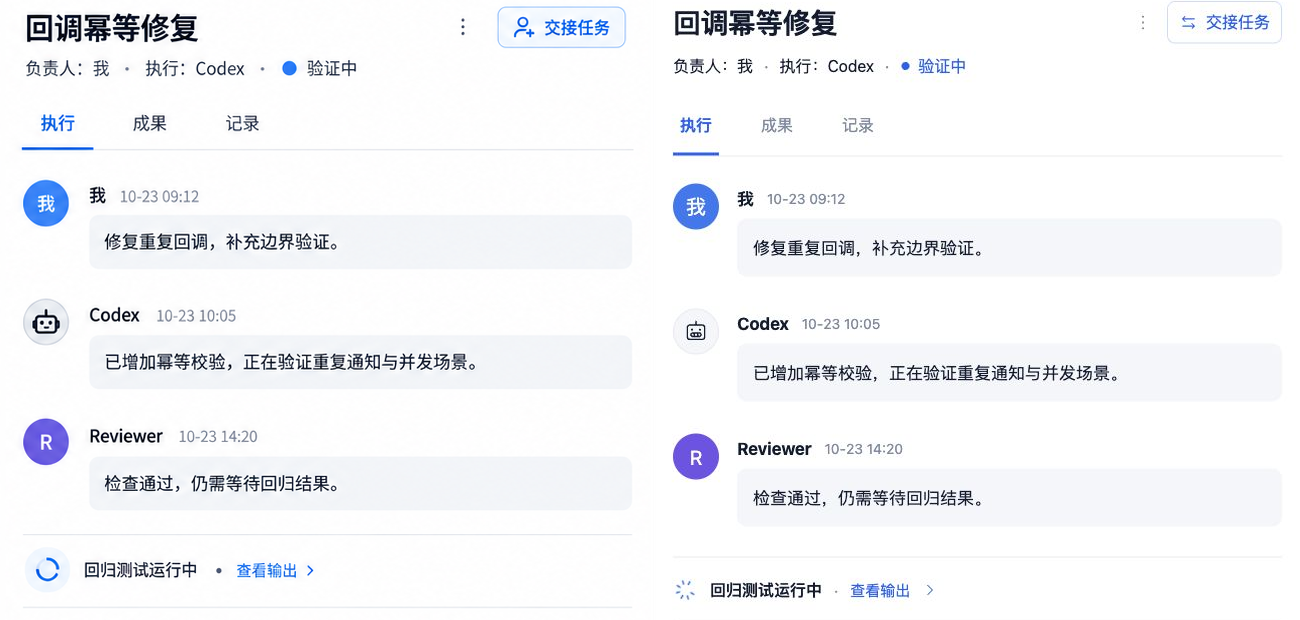 回调幂等修复
交接任务
负责人：我 · 执行：Codex · 验证中
执行 成果 记录
我
我 10-23 09:12
修复重复回调，补充边界验证。
Codex 10-23 10:05
已增加幂等校验，正在验证重复通知与并发场景。
R
Reviewer 10-23 14:20
检查通过，仍需等待回归结果。
回归测试运行中 · 查看输出
回调幂等修复
交接任务
负责人：我 · 执行：Codex · 验证中
执行 成果 记录
我
我 10-23 09:12
修复重复回调，补充边界验证。
Codex 10-23 10:05
已增加幂等校验，正在验证重复通知与并发场景。
R
Reviewer 10-23 14:20
检查通过，仍需等待回归结果。
回归测试运行中 · 查看输出